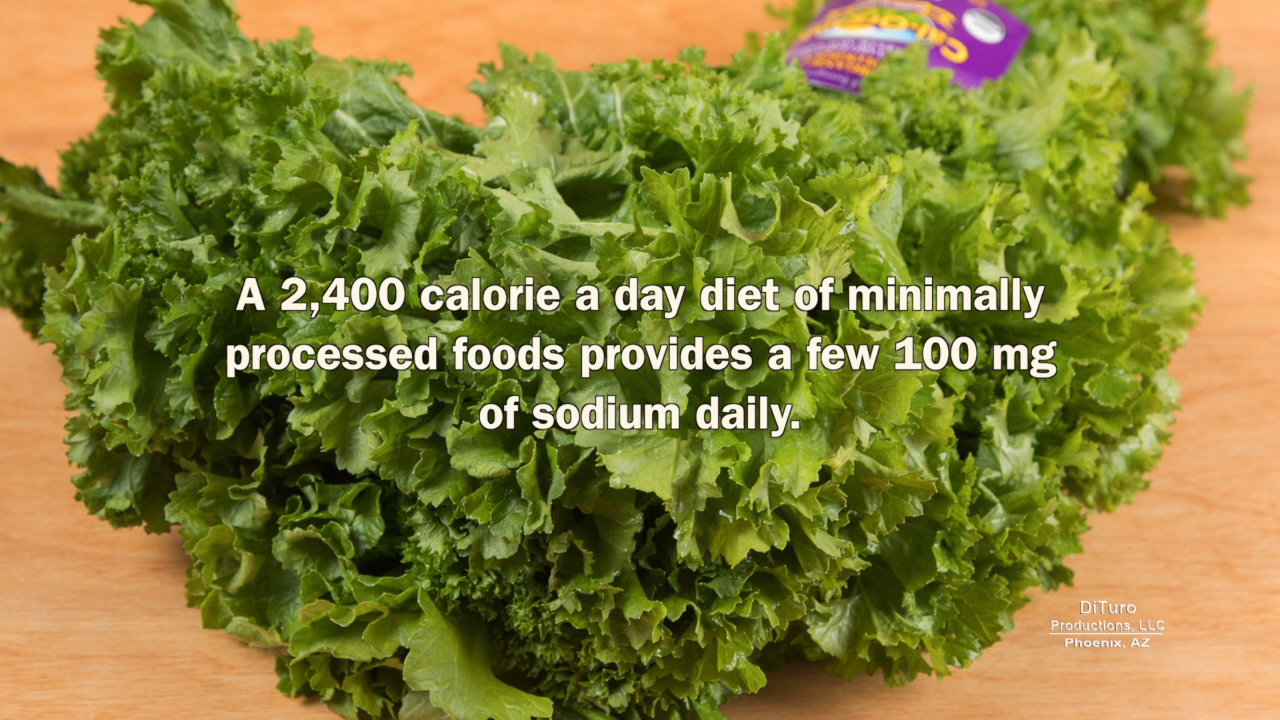 A 2,400 calorie a day diet of minimally
processed foods provides a few 100 mg
of sodium daily.
DiTuro
Productions, LLC
Phoenix, AZ